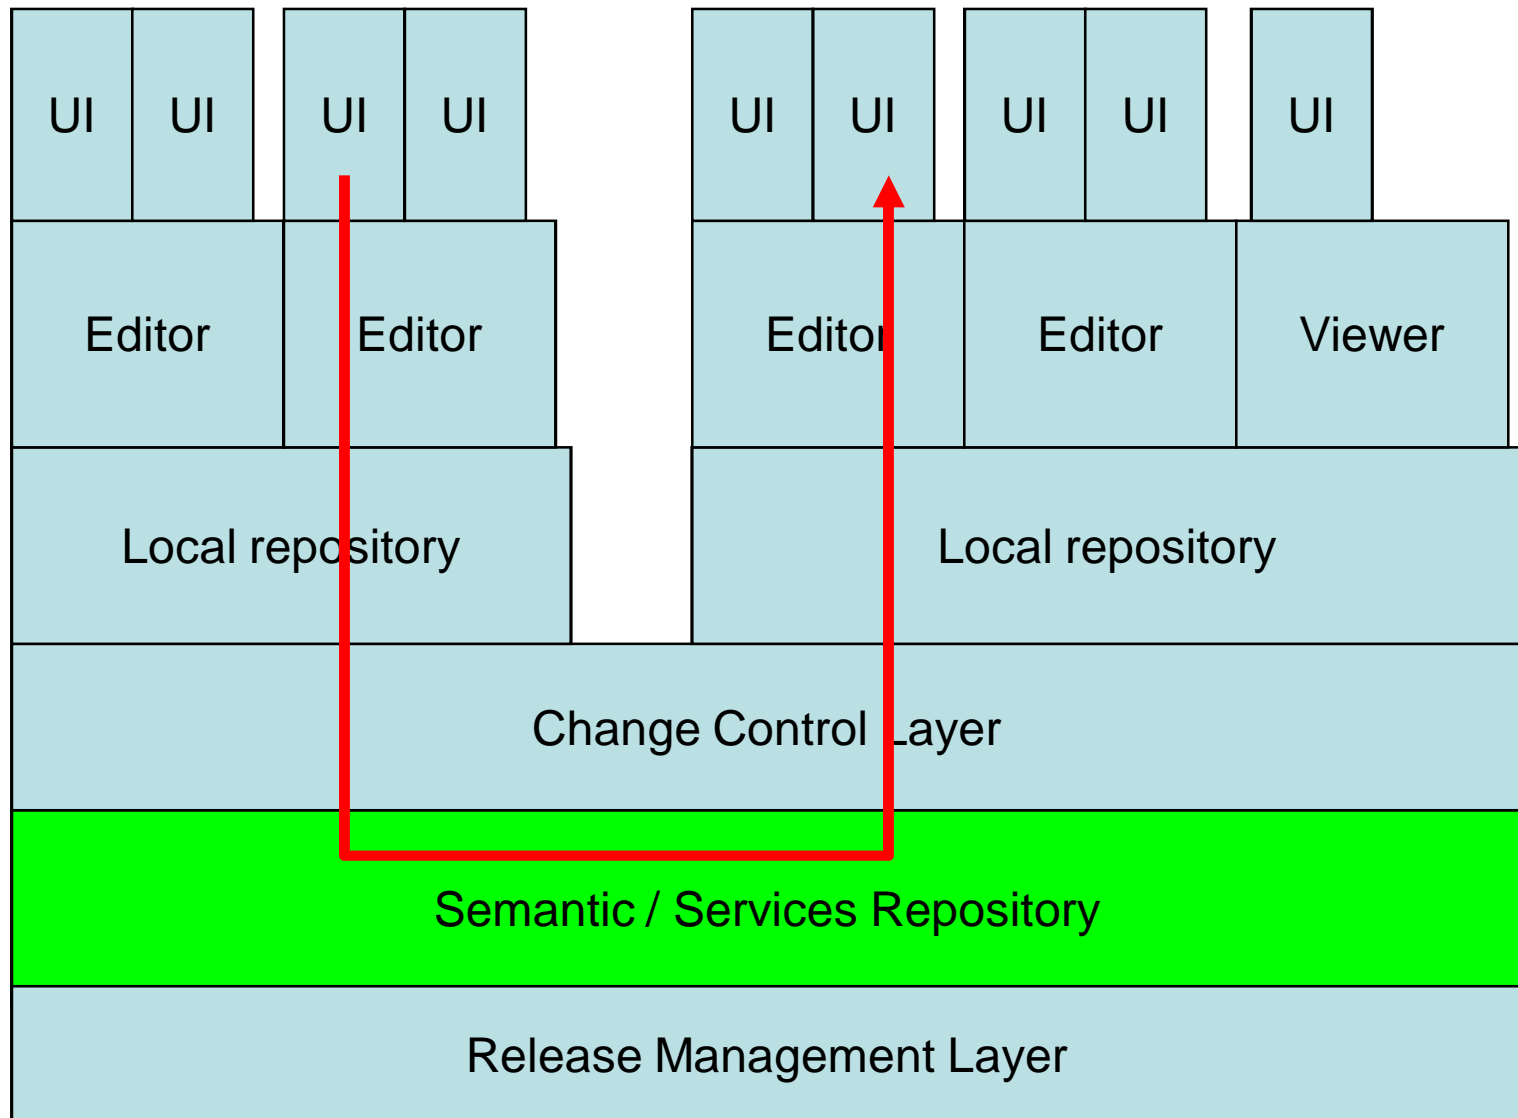 UI UI UI UI UI UI UI UI UI
Editor Editor Editor Editor Viewer
Local repository Local repository
Change Control Layer
Semantic / Services Repository
Release Management Layer